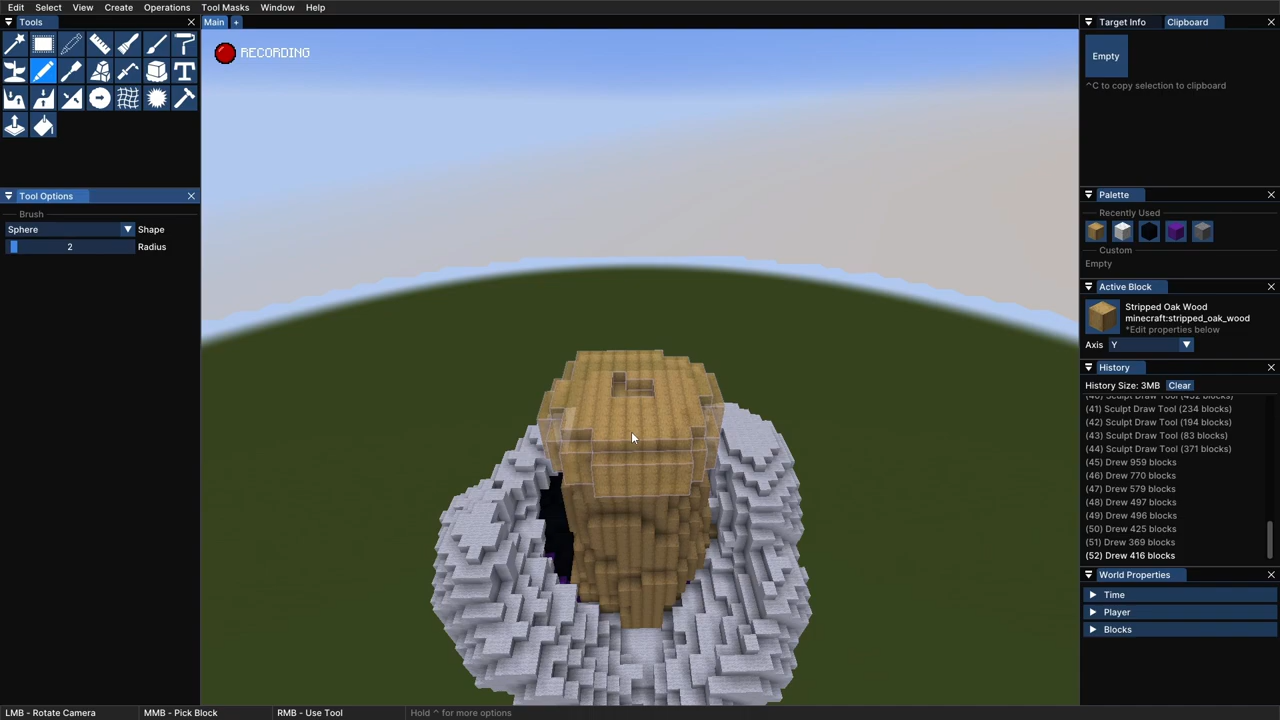 Edit Select View Create Operations Tool Masks Window Help
Tools
Main +
Target Info Clipboard
RECORDING
Empty
^C to copy selection to clipboard
Tool Options
Brush
Sphere Shape
2 Radius
Palette
Recently Used
Custom
Empty
Active Block
Stripped Oak Wood
minecraft:stripped_oak_wood
*Edit properties below
Axis Y
History
History Size: 3MB Clear
(41) Sculpt Draw Tool (234 blocks)
(42) Sculpt Draw Tool (194 blocks)
(43) Sculpt Draw Tool (83 blocks)
(44) Sculpt Draw Tool (371 blocks)
(45) Drew 959 blocks
(46) Drew 770 blocks
(47) Drew 579 blocks
(48) Drew 497 blocks
(49) Drew 496 blocks
(50) Drew 425 blocks
(51) Drew 369 blocks
(52) Drew 416 blocks
World Properties
Time
Player
Blocks
LMB - Rotate Camera MMB - Pick Block RMB - Use Tool Hold ^ for more options